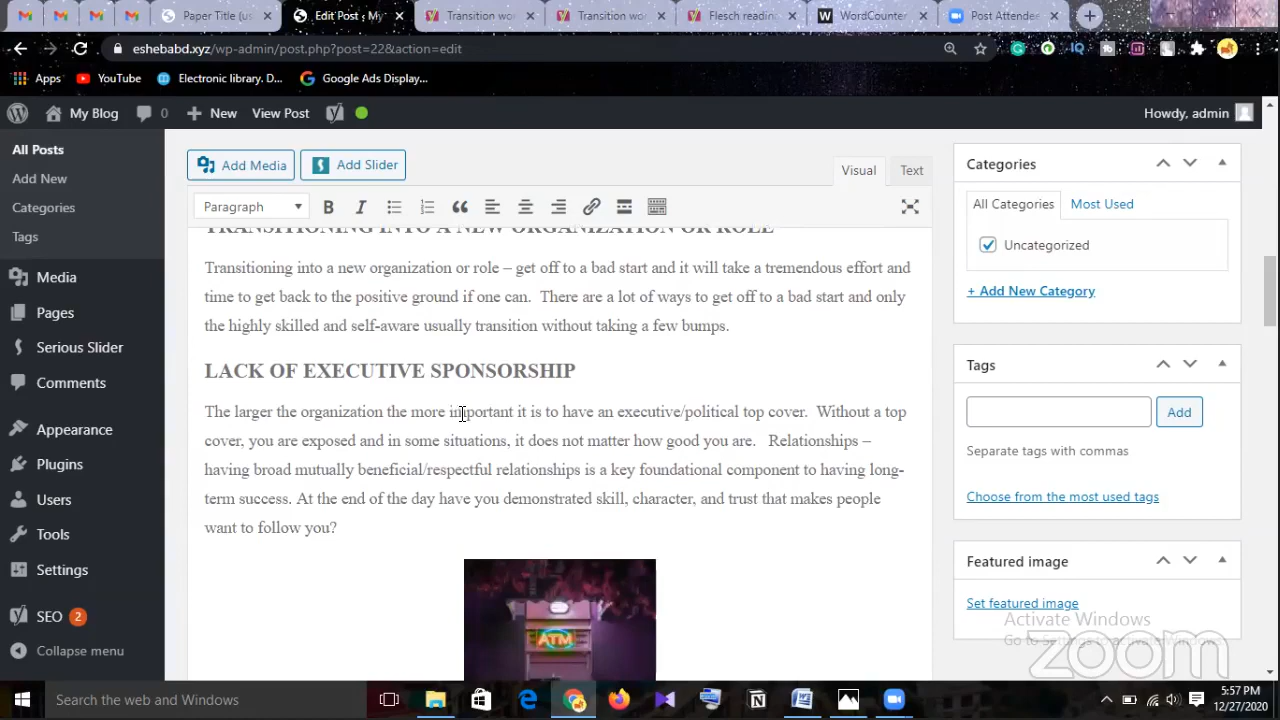 Paper Title (us
Edit Post ‹ My
Transition wo
Transition wo
Flesch readin
WordCounter
Post Attendee
eshebabd.xyz/wp-admin/post.php?post=22&action=edit
Apps
YouTube
Electronic library. D...
Google Ads Display...
My Blog
0
New
View Post
Howdy, admin
All Posts
Add New
Categories
Tags
Media
Pages
Serious Slider
Comments
Appearance
Plugins
Users
Tools
Settings
SEO 2
Collapse menu
Add Media
Add Slider
Visual
Text
Paragraph
B I
TRANSITIONING INTO A NEW ORGANIZATION OR ROLE
Transitioning into a new organization or role – get off to a bad start and it will take a tremendous effort and
time to get back to the positive ground if one can.  There are a lot of ways to get off to a bad start and only
the highly skilled and self-aware usually transition without taking a few bumps.
LACK OF EXECUTIVE SPONSORSHIP
The larger the organization the more important it is to have an executive/political top cover.  Without a top
cover, you are exposed and in some situations, it does not matter how good you are.   Relationships –
having broad mutually beneficial/respectful relationships is a key foundational component to having long-
term success. At the end of the day have you demonstrated skill, character, and trust that makes people
want to follow you?
ATM
Categories
All Categories
Most Used
Uncategorized
+ Add New Category
Tags
Add
Separate tags with commas
Choose from the most used tags
Featured image
Set featured image
Activate Windows
zoom
Search the web and Windows
5:57 PM
12/27/2020